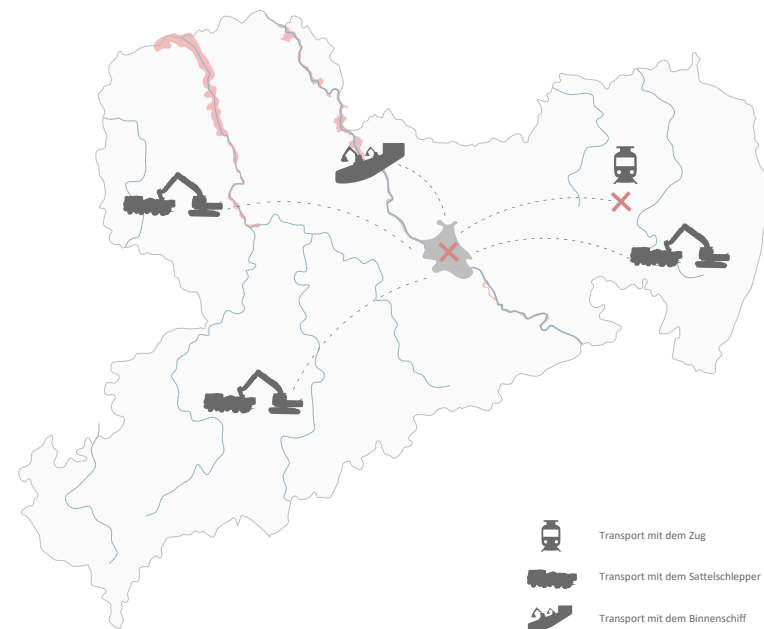 Transport mit dem Zug
Transport mit dem Sattelschlepper
Transport mit dem Binnenschiff